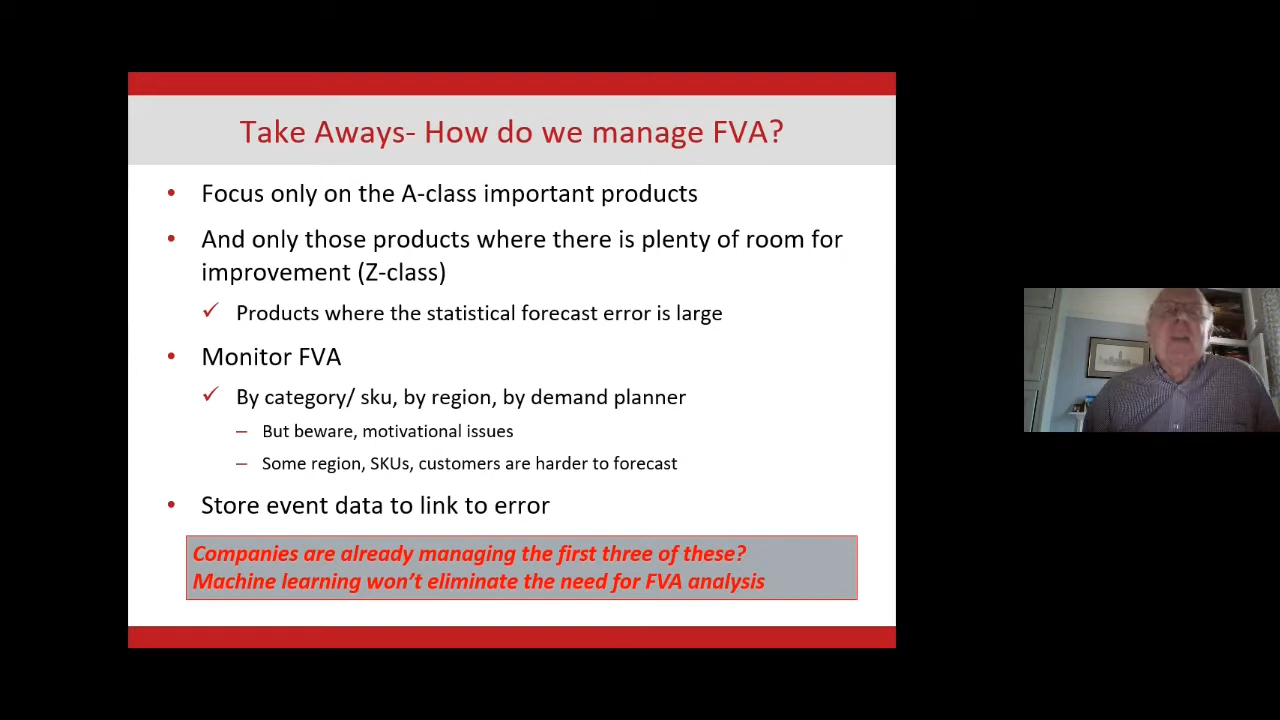 Take Aways- How do we manage FVA?
• Focus only on the A-class important products
• And only those products where there is plenty of room for
improvement (Z-class)
✓ Products where the statistical forecast error is large
• Monitor FVA
✓ By category/ sku, by region, by demand planner
– But beware, motivational issues
– Some region, SKUs, customers are harder to forecast
• Store event data to link to error
Companies are already managing the first three of these?
Machine learning won't eliminate the need for FVA analysis